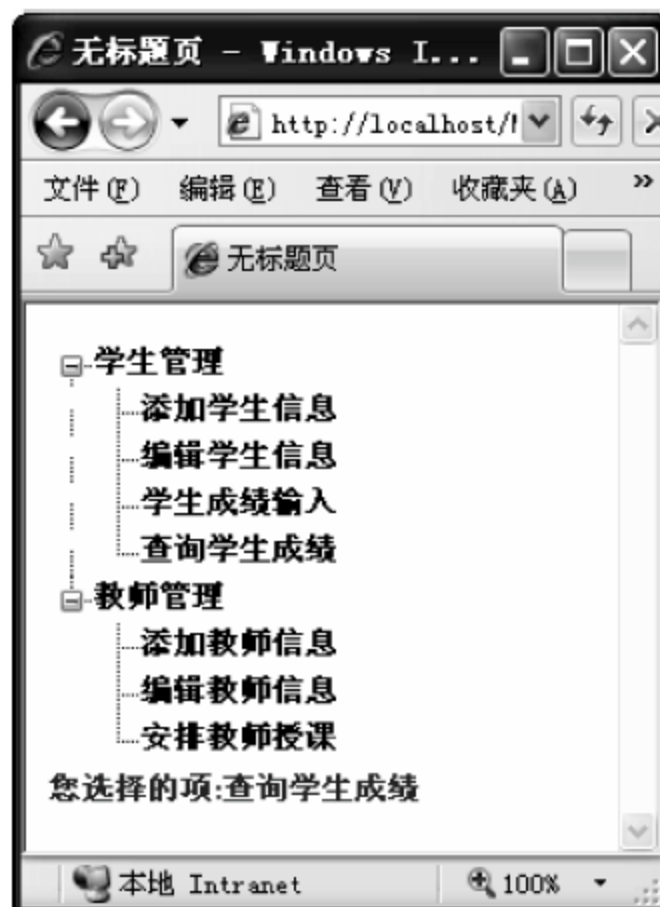 无标题页 - Windows I...
http://localhost/
文件(F) 编辑(E) 查看(V) 收藏夹(A) »
无标题页
学生管理
添加学生信息
编辑学生信息
学生成绩输入
查询学生成绩
教师管理
添加教师信息
编辑教师信息
安排教师授课
您选择的项:查询学生成绩
本地 Intranet 100%